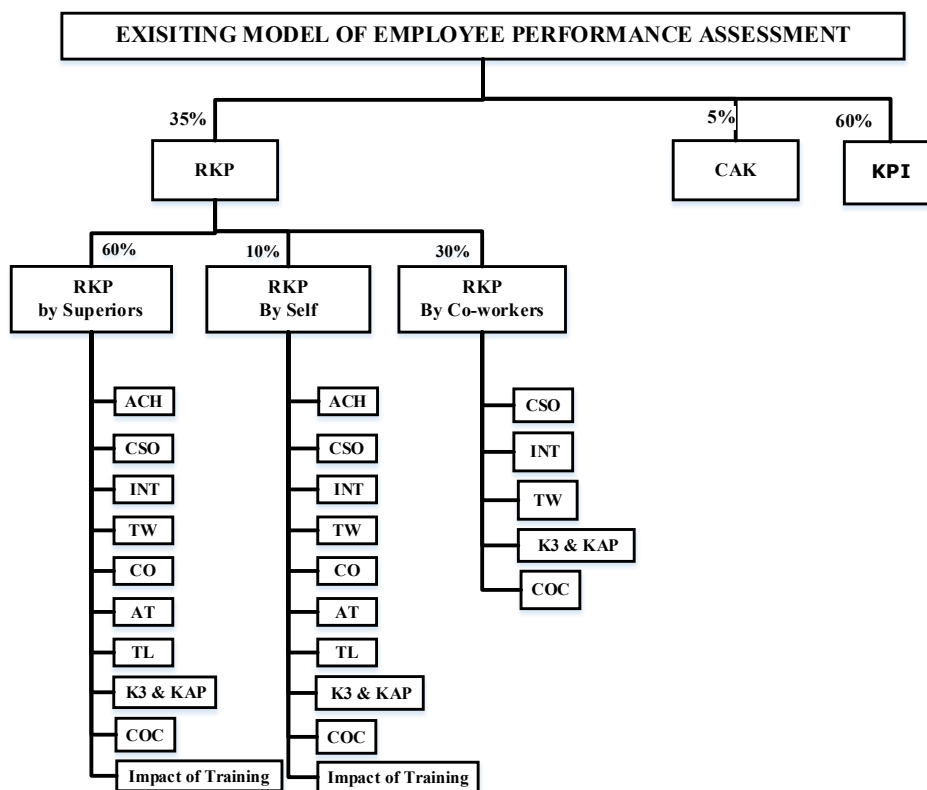 EXISITING MODEL OF EMPLOYEE PERFORMANCE ASSESSMENT
35%
5%
60%
RKP
CAK
KPI
60%
10%
30%
RKP
by Superiors
RKP
By Self
RKP
By Co-workers
ACH
CSO
INT
TW
CO
AT
TL
K3 & KAP
COC
Impact of Training
ACH
CSO
INT
TW
CO
AT
TL
K3 & KAP
COC
Impact of Training
CSO
INT
TW
K3 & KAP
COC